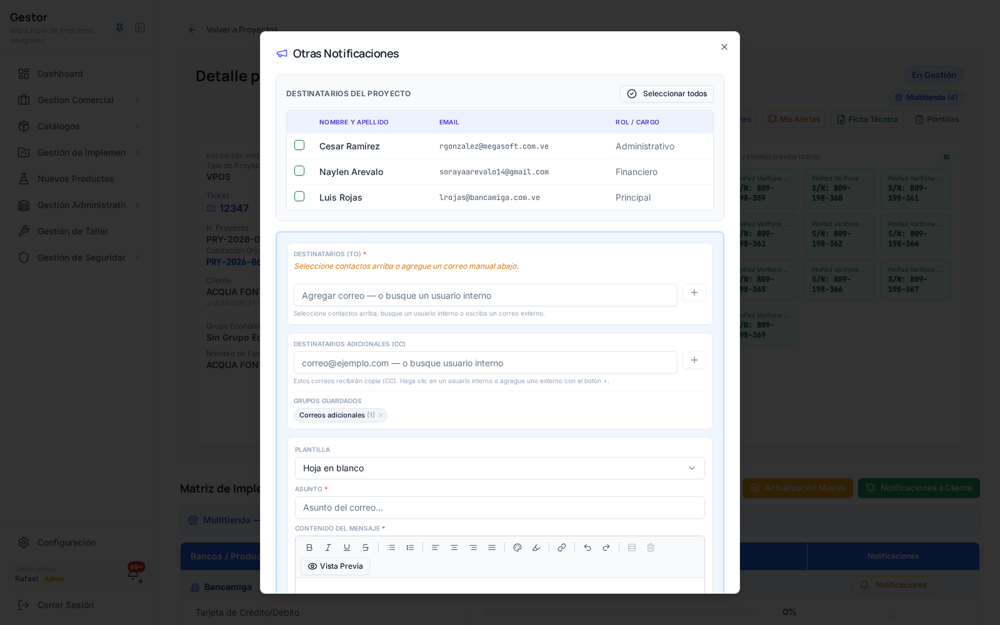 Gestor
Work Flow de Procesos
Integrales
Dashboard
Gestion Comercial
Catálogos
Gestión de Implemen
Nuevos Productos
Gestión Administrativ
Gestión de Taller
Gestión de Seguridad
Configuración
Sesión activa:
Rafael Admin
99+
Cerrar Sesión
Volver a Proyectos
Detalle p
En Gestión
Multitienda (4)
nes
Mis Alertas
Ficha Técnica
Plantillas
DATOS DEL PRO
Tipo de Proyec
VPOS
Ticket
12347
N. Proyecto
PRY-2026-0
Cotización Orig
PRY-2026-06
Cliente
ACQUA FON
J-404659021-
Grupo Económi
Sin Grupo Ec
Nombre de Fan
ACQUA FON
/ PINPAD (INVENTARIO)
10
PinPad Verifone ...
S/N: 809-
198-359
PinPad Verifone ...
S/N: 809-
198-360
PinPad Verifone ...
S/N: 809-
198-361
PinPad Verifone ...
S/N: 809-
198-362
PinPad Verifone ...
S/N: 809-
198-363
PinPad Verifone ...
S/N: 809-
198-364
PinPad Verifone ...
S/N: 809-
198-365
PinPad Verifone ...
S/N: 809-
198-366
PinPad Verifone ...
S/N: 809-
198-367
PinPad Verifone ...
S/N: 809-
198-369
Matriz de Imple
Actualización Masiva
Notificaciones a Cliente
Multitienda —
Bancos / Produc
Notificaciones
Bancamiga
Notificaciones
Tarjeta de Crédito/Débito
0%
Otras Notificaciones
DESTINATARIOS DEL PROYECTO
Seleccionar todos
NOMBRE Y APELLIDO EMAIL ROL / CARGO
Cesar Ramírez rgonzalez@megasoft.com.ve Administrativo
Naylen Arevalo sorayaarevalo14@gmail.com Financiero
Luis Rojas lrojas@bancamiga.com.ve Principal
DESTINATARIOS (TO) *
Seleccione contactos arriba o agregue un correo manual abajo.
Agregar correo — o busque un usuario interno
Seleccione contactos arriba, busque un usuario interno o escriba un correo externo.
DESTINATARIOS ADICIONALES (CC)
correo@ejemplo.com — o busque usuario interno
Estos correos recibirán copia (CC). Haga clic en un usuario interno o agregue uno externo con el botón +.
GRUPOS GUARDADOS
Correos adicionales (1)
PLANTILLA
Hoja en blanco
ASUNTO *
Asunto del correo...
CONTENIDO DEL MENSAJE *
Vista Previa